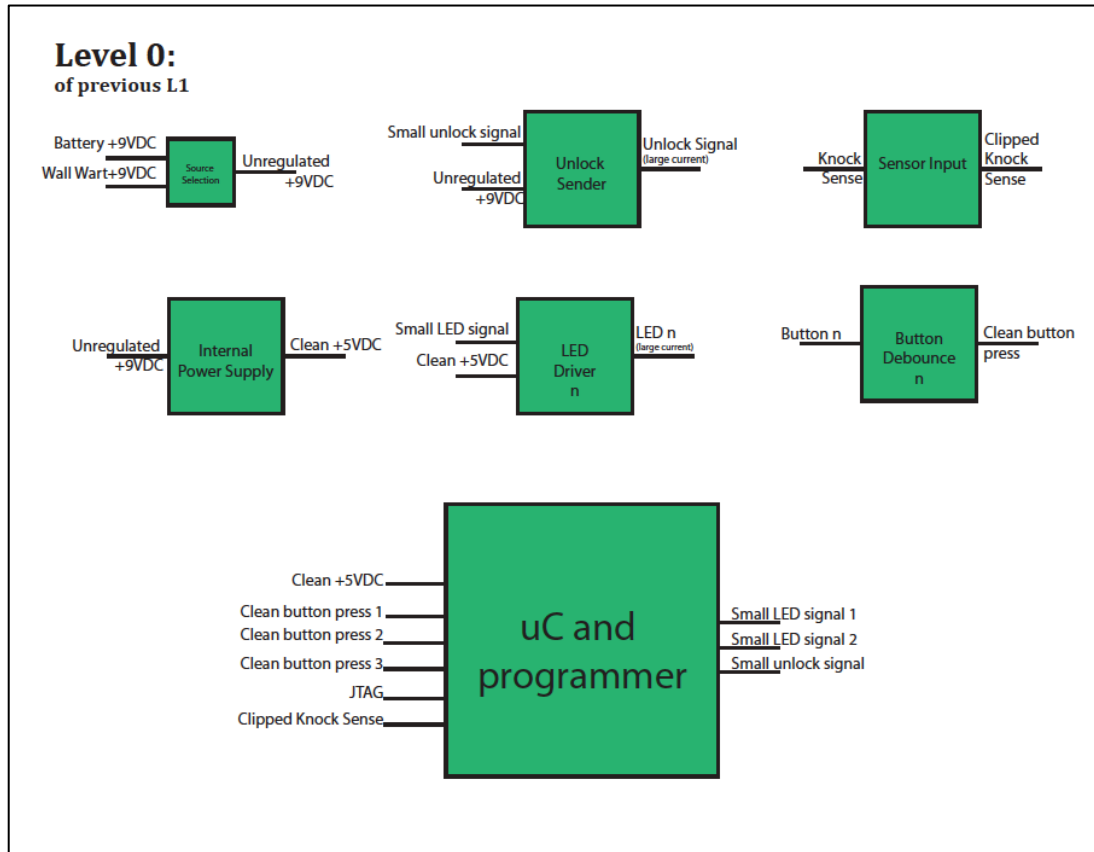 Level 0:
of previous L1
Battery +9VDC
Wall Wart+9VDC
Source
Selection
Unregulated
+9VDC
Small unlock signal
Unregulated
+9VDC
Unlock
Sender
Unlock Signal
(large current)
Knock
Sense
Sensor Input
Clipped
Knock
Sense
Unregulated
+9VDC
Internal
Power Supply
Clean +5VDC
Small LED signal
Clean +5VDC
LED
Driver
n
LED n
(large current)
Button n
Button
Debounce
n
Clean button
press
Clean +5VDC
Clean button press 1
Clean button press 2
Clean button press 3
JTAG
Clipped Knock Sense
uC and
programmer
Small LED signal 1
Small LED signal 2
Small unlock signal